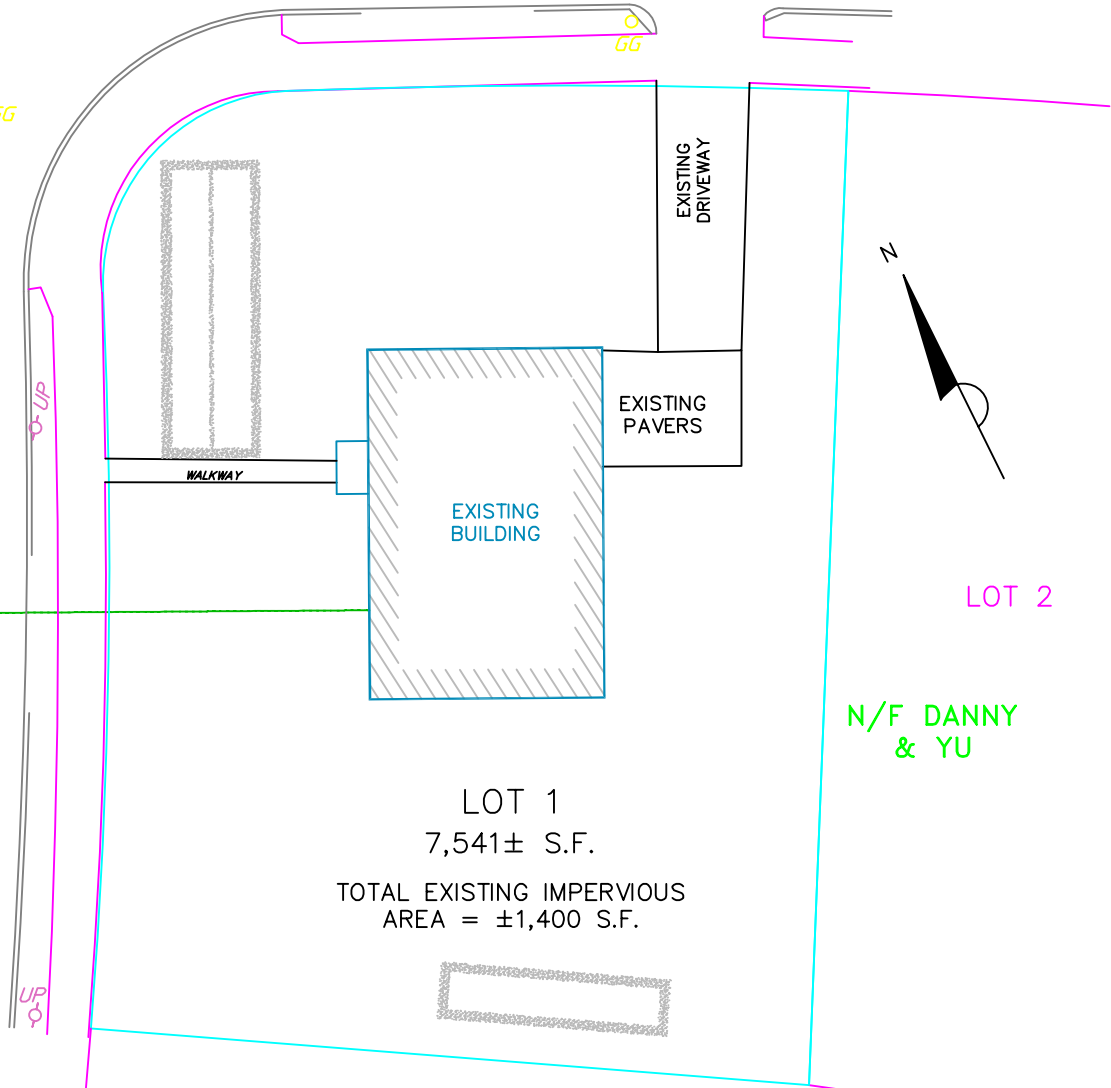 GG
EXISTING
DRIVEWAY
N
UP
EXISTING
PAVERS
WALKWAY
EXISTING
BUILDING
LOT 2
N/F DANNY
& YU
LOT 1
7,541± S.F.
TOTAL EXISTING IMPERVIOUS
AREA = ±1,400 S.F.
UP